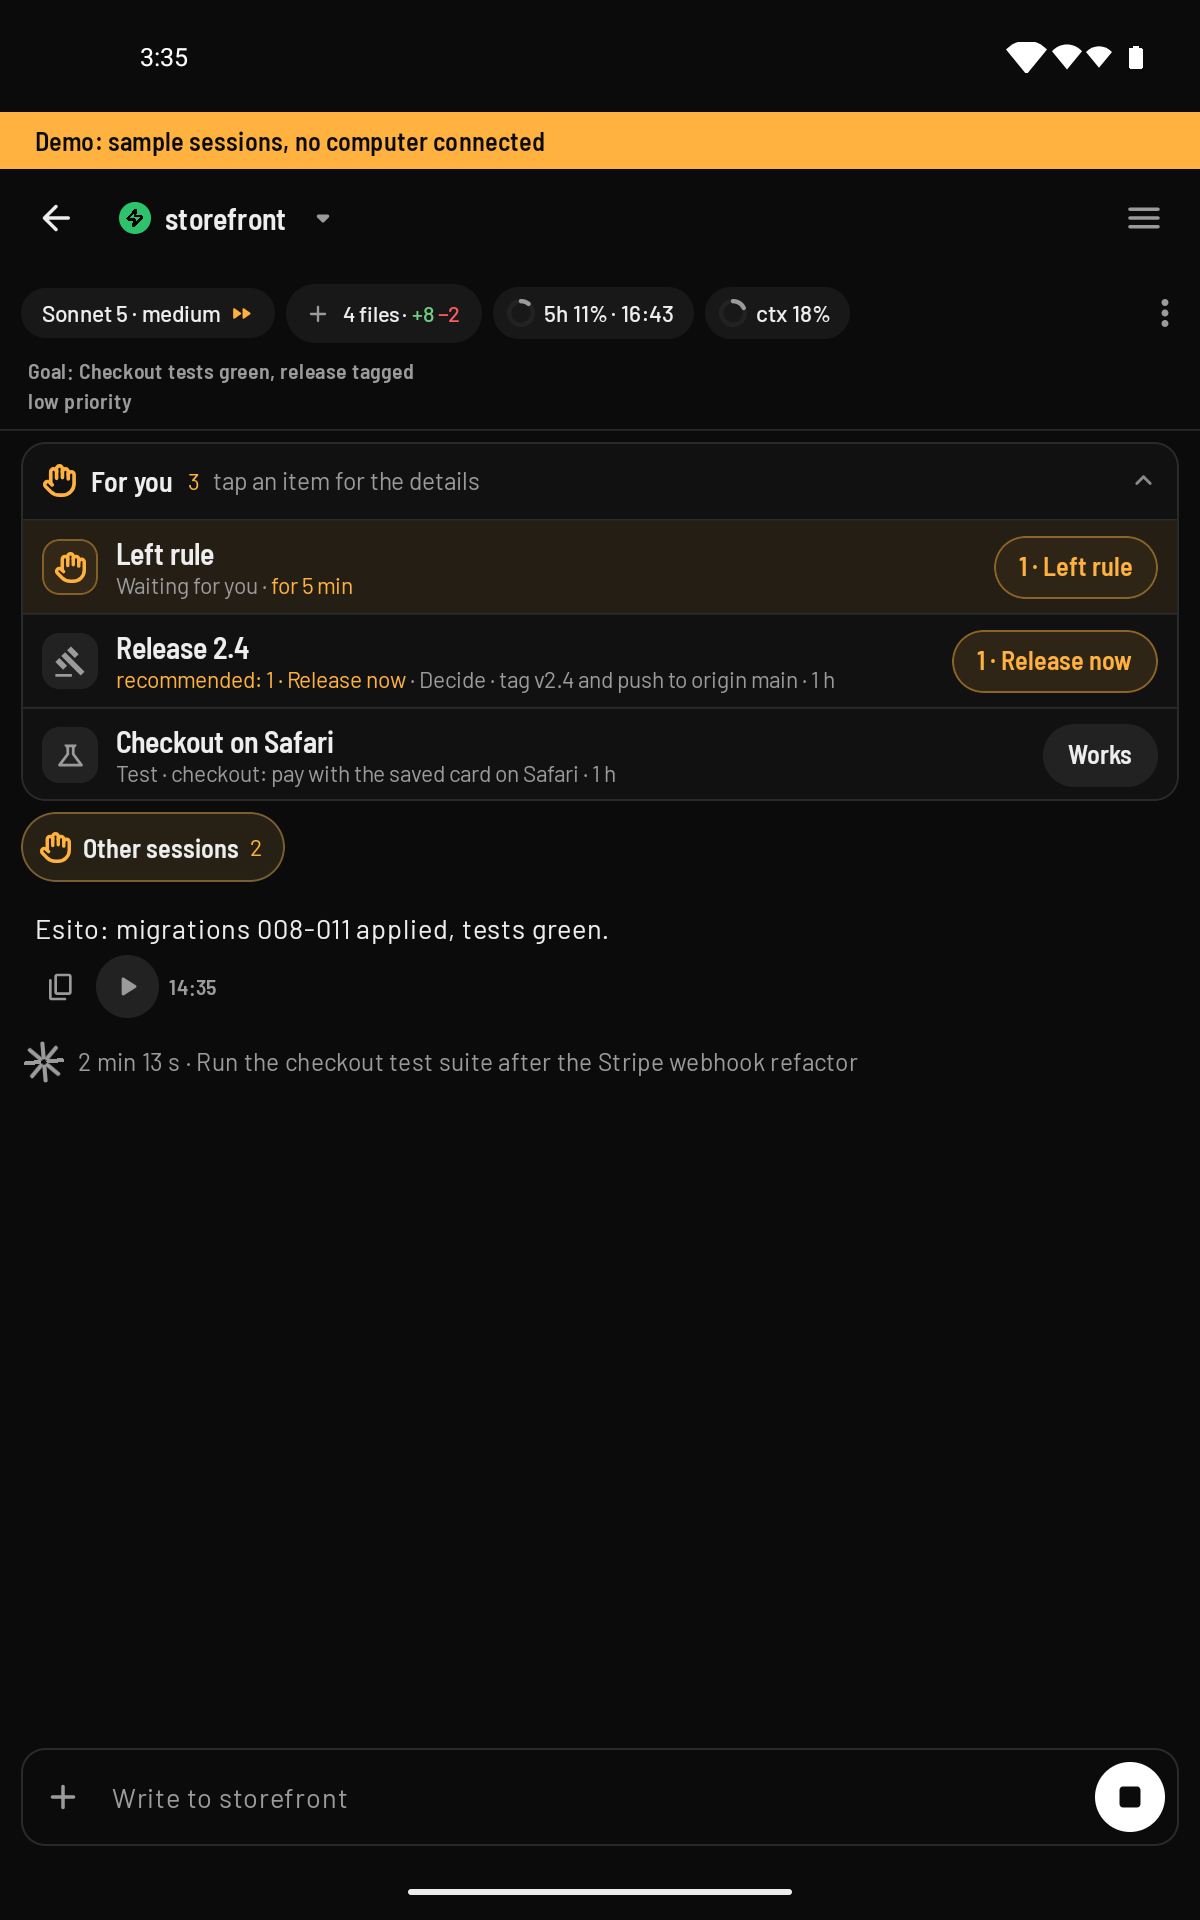 3:35
Demo: sample sessions, no computer connected
storefront
Sonnet 5 · medium
4 files · +8 −2
5h 11% · 16:43
ctx 18%
Goal: Checkout tests green, release tagged
low priority
For you 3 tap an item for the details
Left rule
Waiting for you · for 5 min
1 · Left rule
Release 2.4
recommended: 1 · Release now · Decide · tag v2.4 and push to origin main · 1 h
1 · Release now
Checkout on Safari
Test · checkout: pay with the saved card on Safari · 1 h
Works
Other sessions 2
Esito: migrations 008-011 applied, tests green.
14:35
2 min 13 s · Run the checkout test suite after the Stripe webhook refactor
Write to storefront